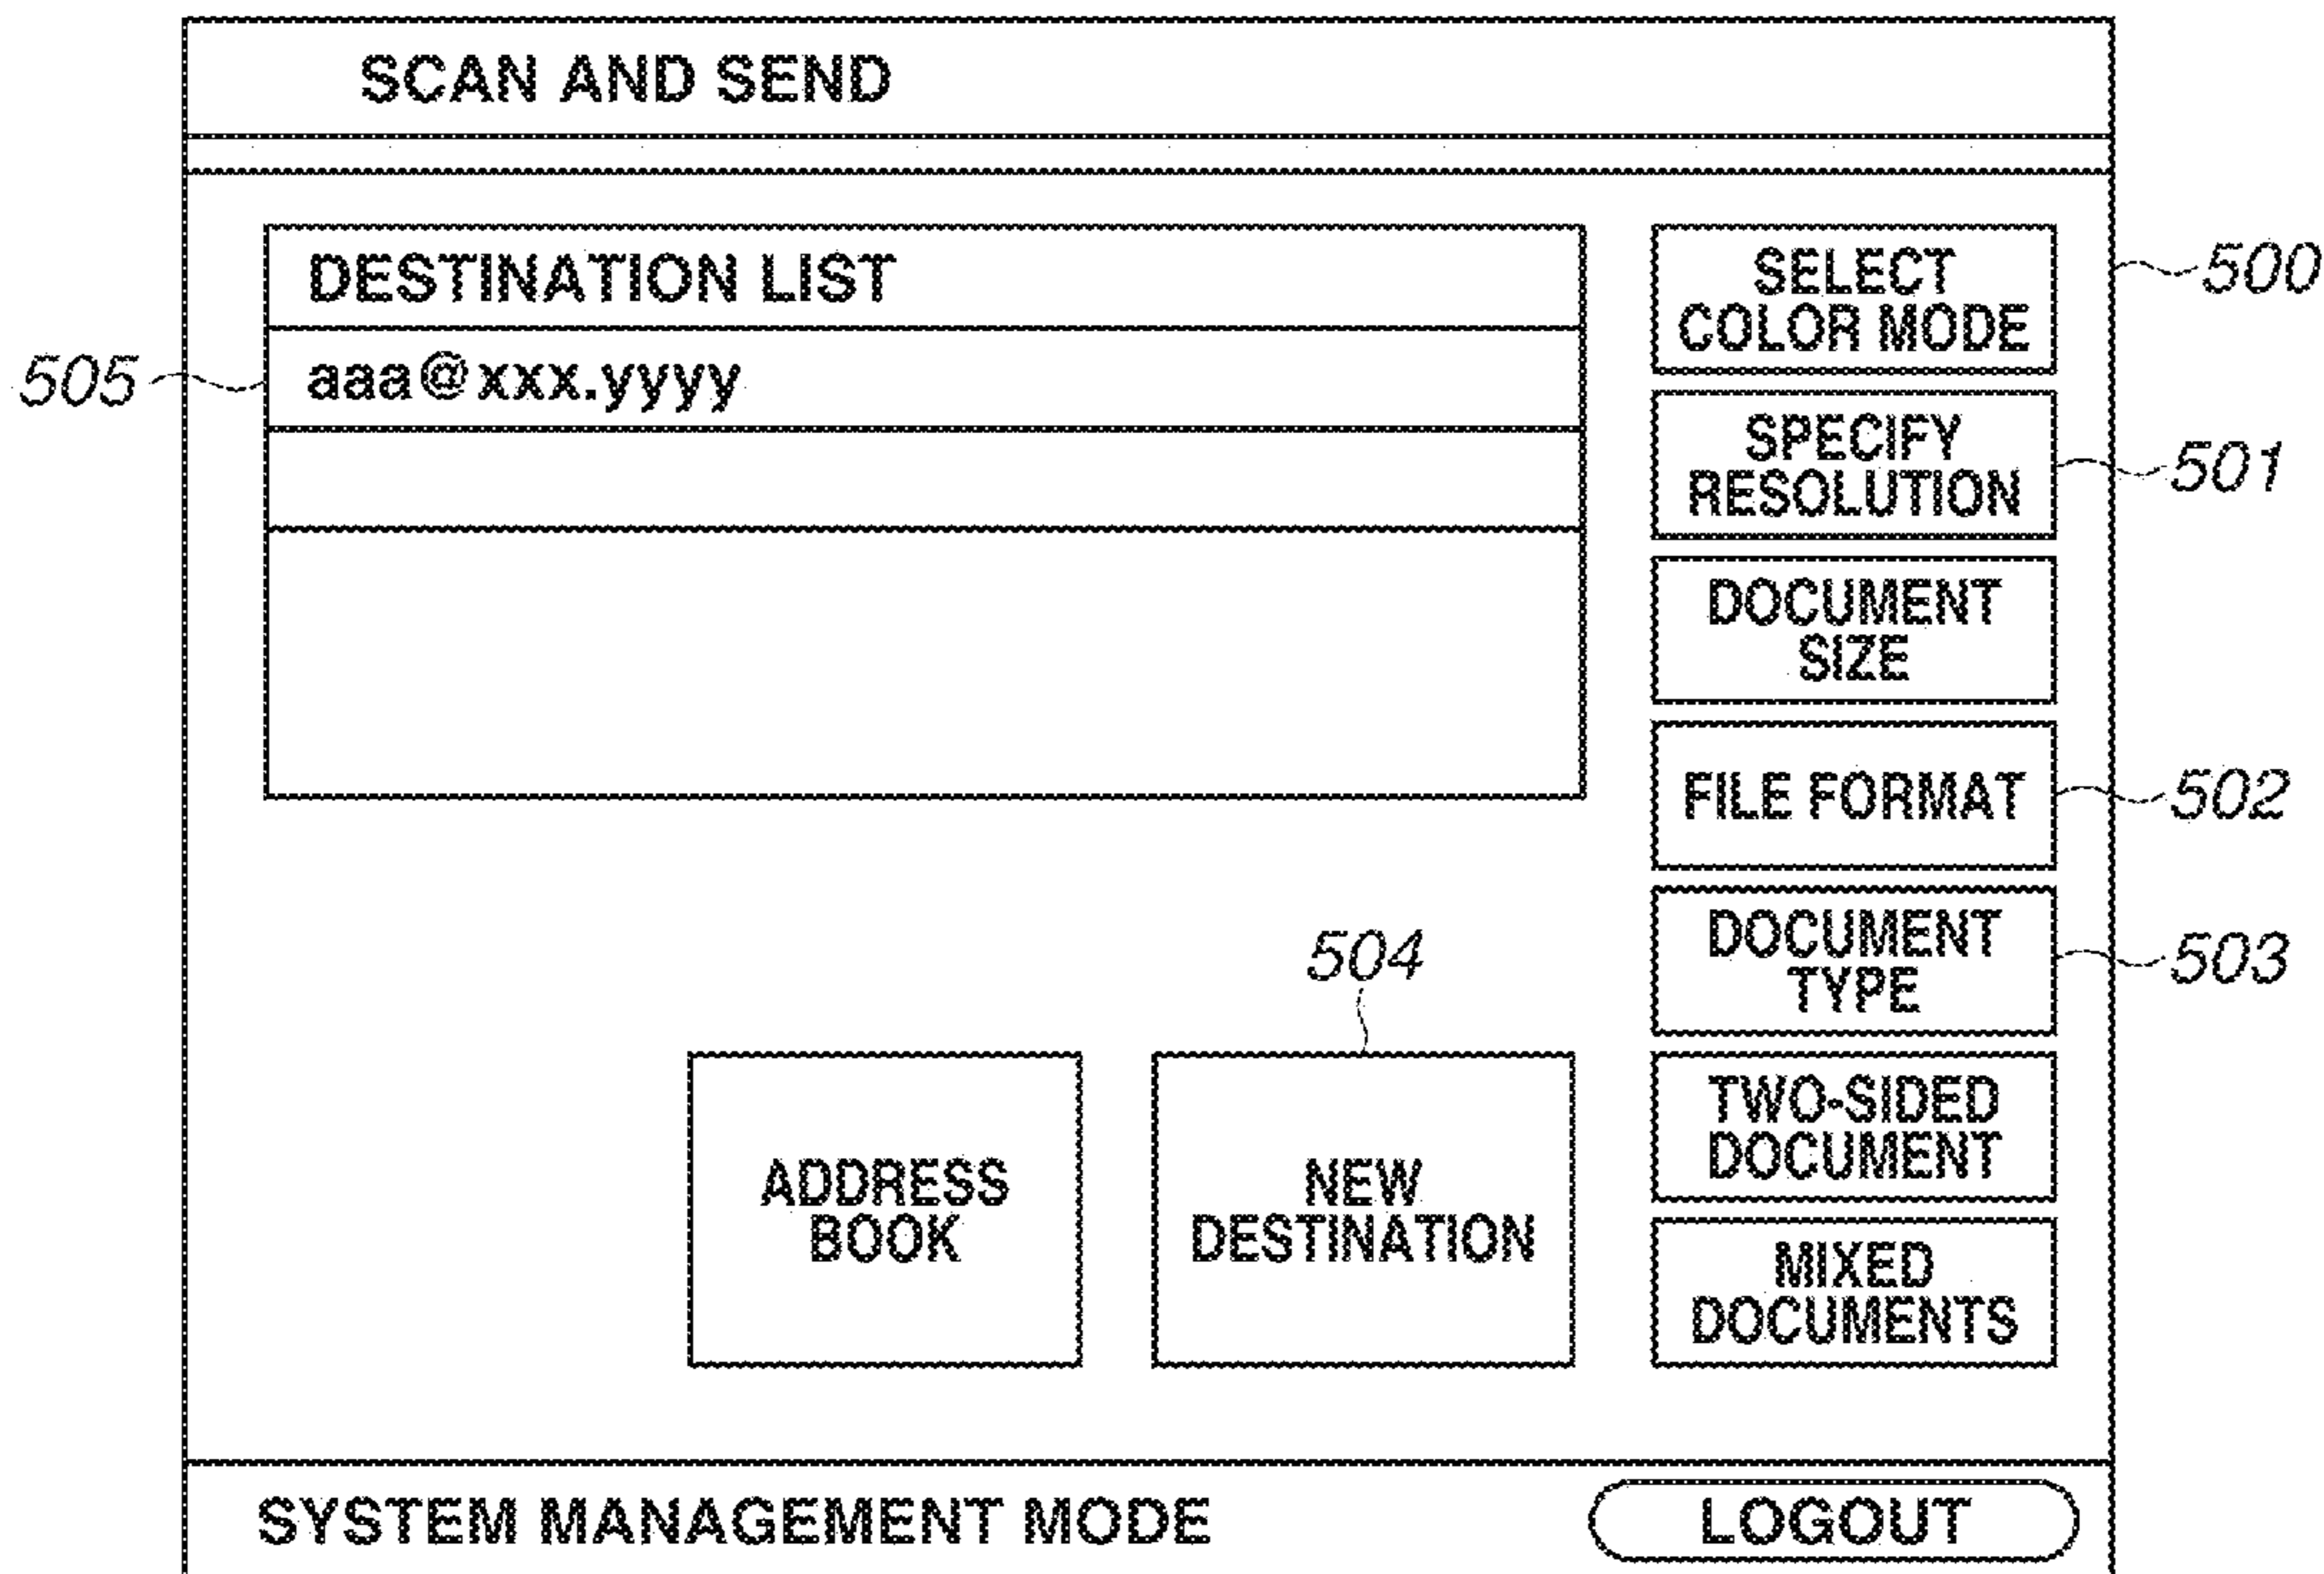 SCAN AND SEND
DESTINATION LIST
aaa@xxx.yyyy
505
SELECT
COLOR MODE
500
SPECIFY
RESOLUTION
501
DOCUMENT
SIZE
FILE FORMAT
502
DOCUMENT
TYPE
503
504
ADDRESS
BOOK
NEW
DESTINATION
TWO-SIDED
DOCUMENT
MIXED
DOCUMENTS
SYSTEM MANAGEMENT MODE
LOGOUT